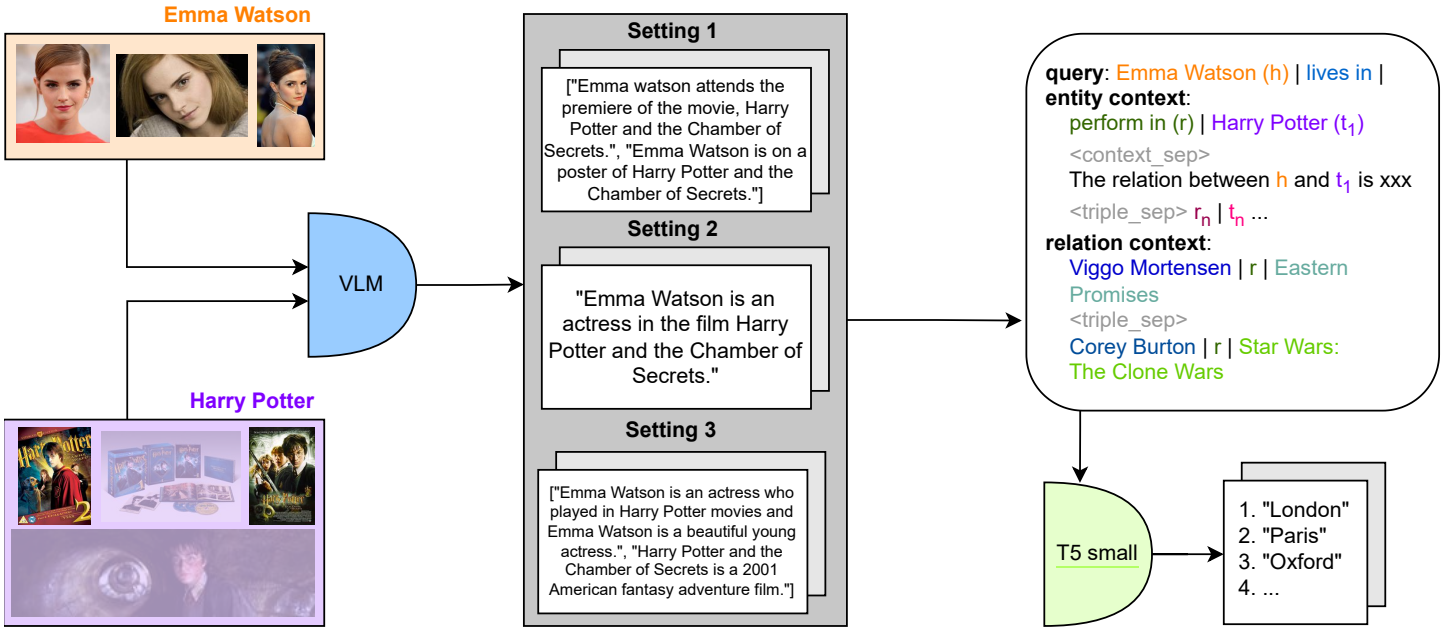 Emma Watson
Harry Potter
VLM
Setting 1
["Emma watson attends the
premiere of the movie, Harry
Potter and the Chamber of
Secrets.", "Emma Watson is on a
poster of Harry Potter and the
Chamber of Secrets."]
Setting 2
"Emma Watson is an
actress in the film Harry
Potter and the Chamber of
Secrets."
Setting 3
["Emma Watson is an actress who
played in Harry Potter movies and
Emma Watson is a beautiful young
actress.", "Harry Potter and the
Chamber of Secrets is a 2001
American fantasy adventure film."]
query: Emma Watson (h) | lives in |
entity context:
perform in (r) | Harry Potter (t₁)
<context_sep>
The relation between h and t₁ is xxx
<triple_sep> rₙ | tₙ ...
relation context:
Viggo Mortensen | r | Eastern
Promises
<triple_sep>
Corey Burton | r | Star Wars:
The Clone Wars
T5 small
1. "London"
2. "Paris"
3. "Oxford"
4. ...